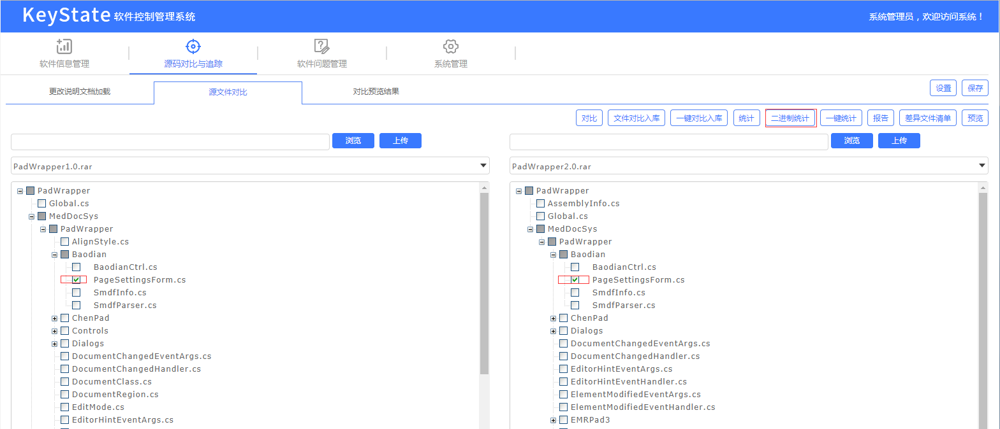 KeyState 软件控制管理系统
系统管理员，欢迎访问系统！
软件信息管理
源码对比与追踪
软件问题管理
系统管理
更改说明文档加载
源文件对比
对比预览结果
设置
保存
对比
文件对比入库
一键对比入库
统计
二进制统计
一键统计
报告
差异文件清单
预览
浏览
上传
浏览
上传
PadWrapper1.0.rar
PadWrapper
Global.cs
MedDocSys
PadWrapper
AlignStyle.cs
Baodian
BaodianCtrl.cs
PageSettingsForm.cs
SmdfInfo.cs
SmdfParser.cs
ChenPad
Controls
Dialogs
DocumentChangedEventArgs.cs
DocumentChangedHandler.cs
DocumentClass.cs
DocumentRegion.cs
EditMode.cs
EditorHintEventArgs.cs
PadWrapper2.0.rar
PadWrapper
AssemblyInfo.cs
Global.cs
MedDocSys
PadWrapper
Baodian
BaodianCtrl.cs
PageSettingsForm.cs
SmdfInfo.cs
SmdfParser.cs
ChenPad
Dialogs
DocumentChangedEventArgs.cs
DocumentChangedHandler.cs
EditorHintEventArgs.cs
EditorHintEventHandler.cs
ElementModifiedEventArgs.cs
ElementModifiedEventHandler.cs
EMRPad3